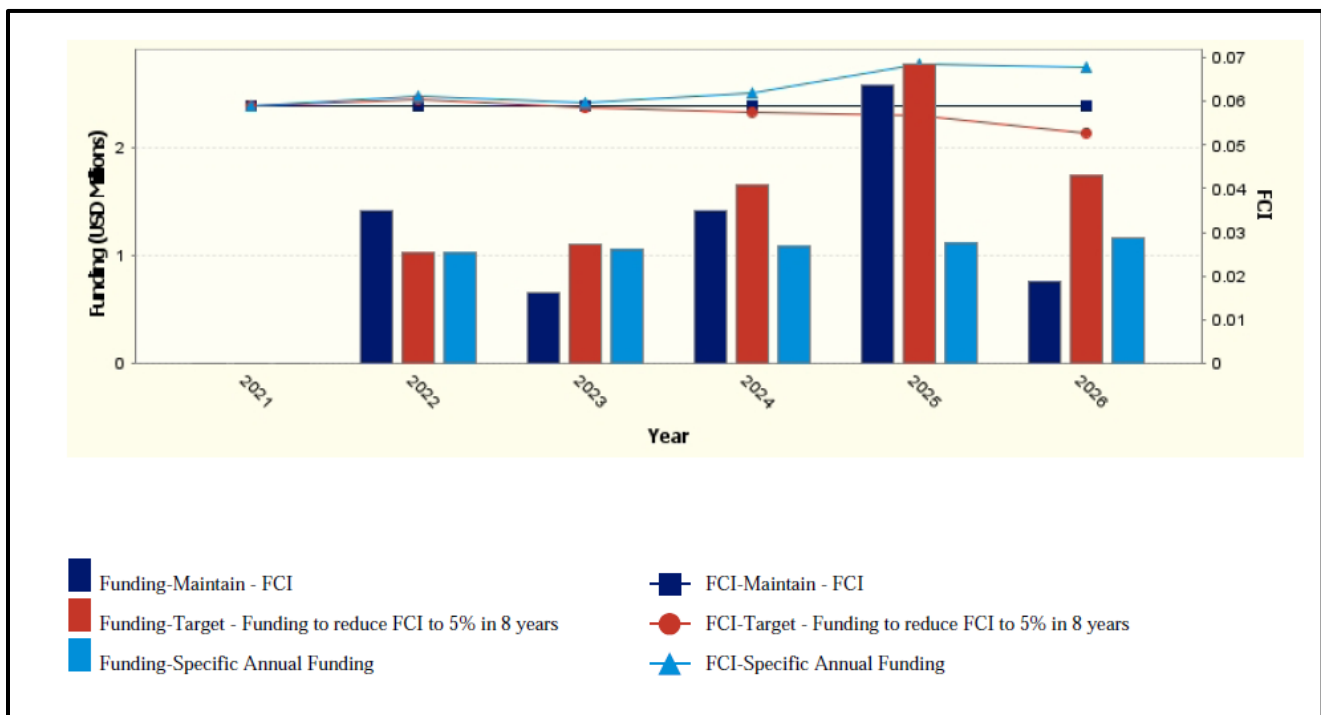 0.07
0.06
0.05
0.04
0.03
0.02
0.01
0
FCI
2
1
0
Funding (USD Millions)
2021
2022
2023
2024
2025
2026
Year
Funding-Maintain - FCI
FCI-Maintain - FCI
Funding-Target - Funding to reduce FCI to 5% in 8 years
FCI-Target - Funding to reduce FCI to 5% in 8 years
Funding-Specific Annual Funding
FCI-Specific Annual Funding